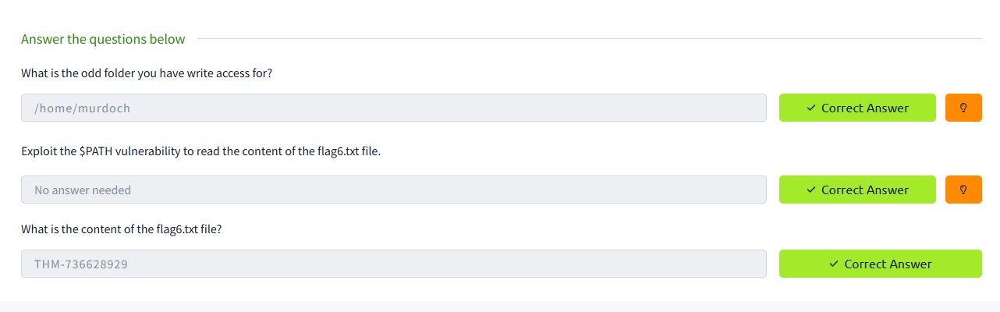 Answer the questions below
What is the odd folder you have write access for?
/home/murdoch
✓ Correct Answer
Exploit the $PATH vulnerability to read the content of the flag6.txt file.
No answer needed
✓ Correct Answer
What is the content of the flag6.txt file?
THM-736628929
✓ Correct Answer